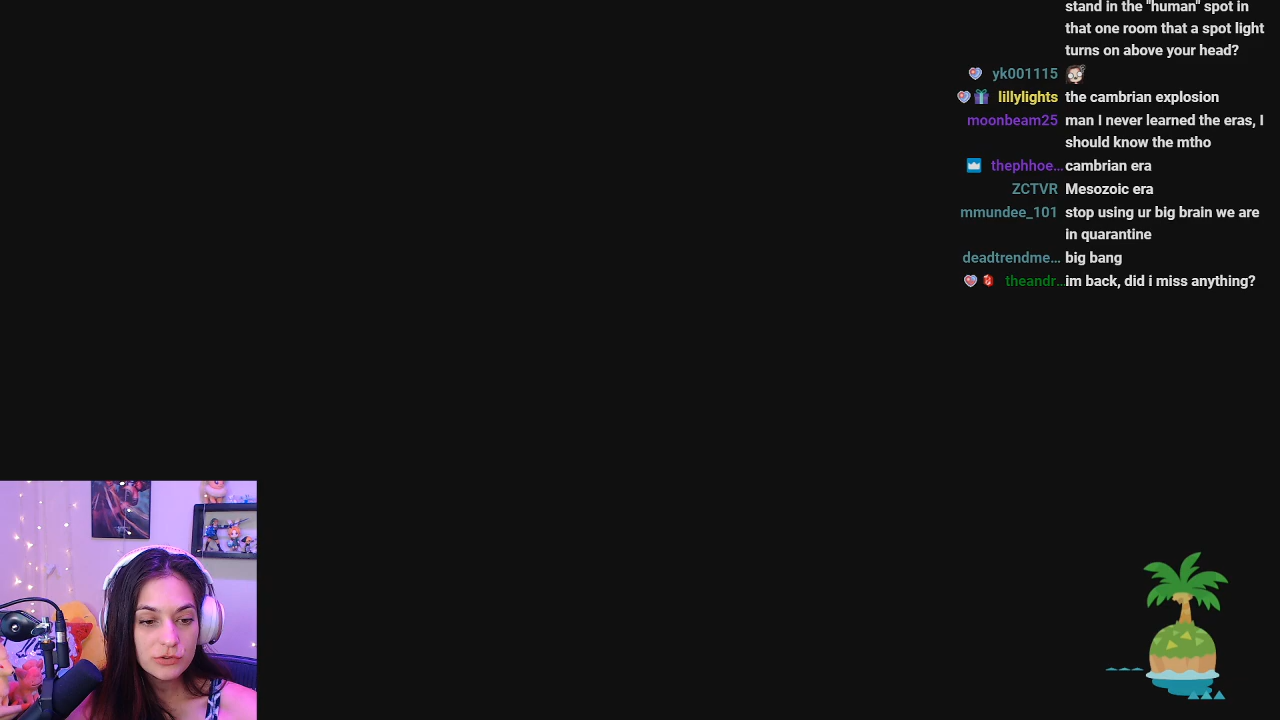 stand in the "human" spot in
that one room that a spot light
turns on above your head?
yk001115
lillylights the cambrian explosion
moonbeam25 man I never learned the eras, I
should know the mtho
thephhoe... cambrian era
ZCTVR Mesozoic era
mmundee_101 stop using ur big brain we are
in quarantine
deadtrendme... big bang
theandr... im back, did i miss anything?